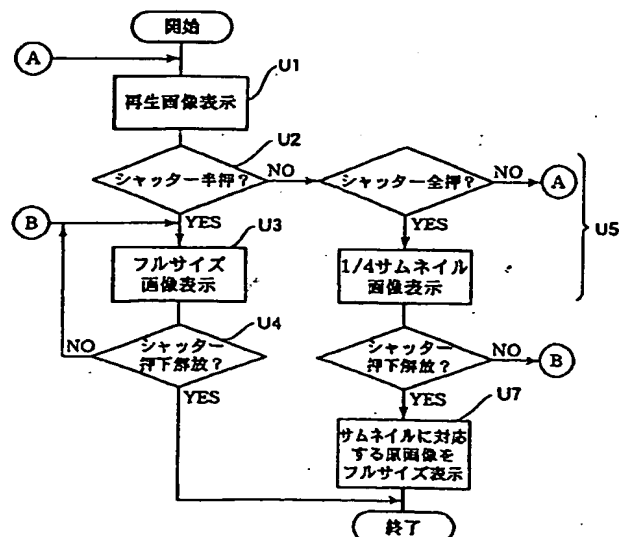 開始
A
U1
再生画像表示
U2
シャッター半押？
NO
シャッター全押？
NO
A
U5
B
YES
U3
YES
フルサイズ
画像表示
1/4サムネイル
画像表示
U4
NO
シャッター
押下解放？
シャッター
押下解放？
NO
B
YES
YES
U7
サムネイルに対応
する原画像を
フルサイズ表示
終了